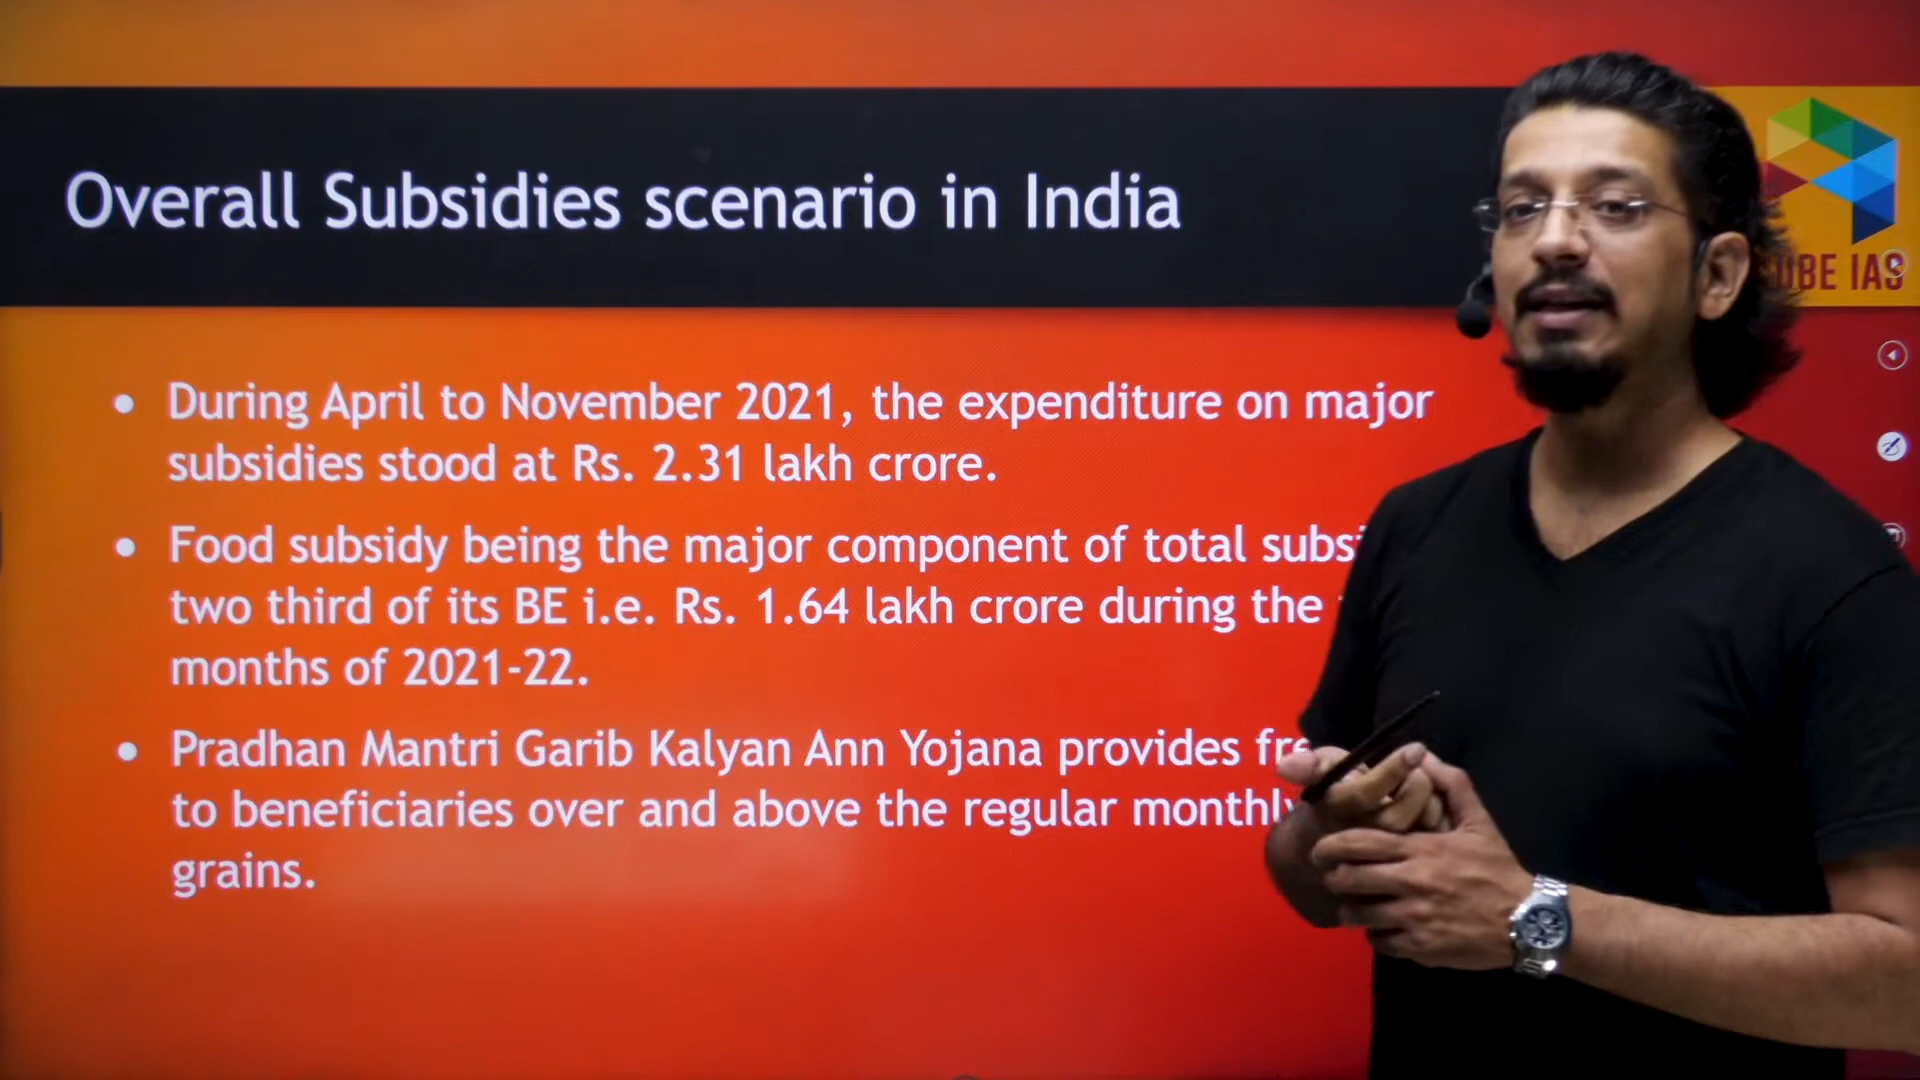 Overall Subsidies scenario in India
IBE IAS
During April to November 2021, the expenditure on major
subsidies stood at Rs. 2.31 lakh crore.
Food subsidy being the major component of total
two third of its BE i.e. Rs. 1.64 lakh crore during the
months of 2021-22.
Pradhan Mantri Garib Kalyan Ann Yojana provides
to beneficiaries over and above the regular monthly
grains.